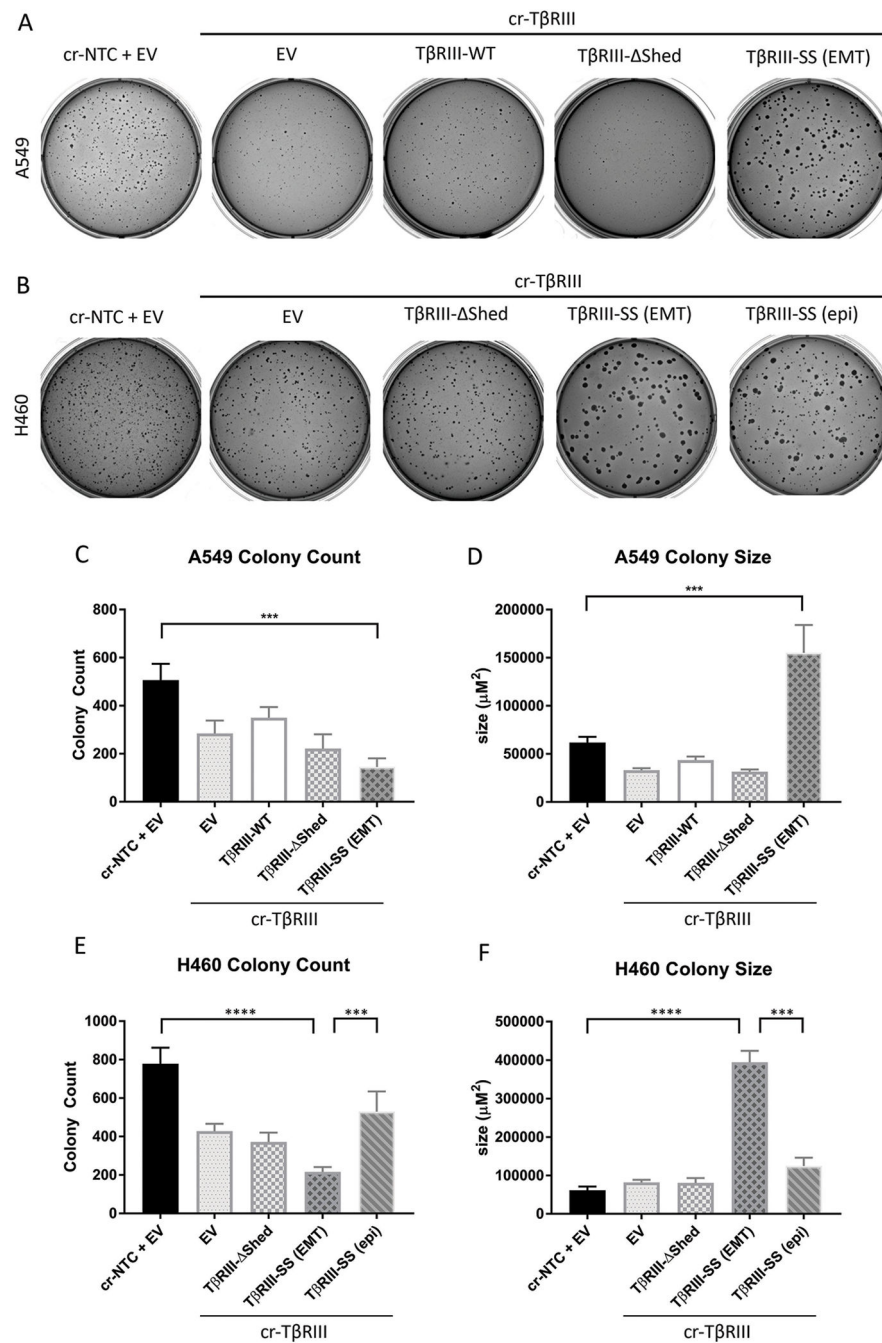 A
cr-TβRIII
cr-NTC + EV
EV
TβRIII-WT
TβRIII-ΔShed
TβRIII-SS (EMT)
A549
B
cr-TβRIII
cr-NTC + EV
EV
TβRIII-ΔShed
TβRIII-SS (EMT)
TβRIII-SS (epi)
H460
C
A549 Colony Count
Colony Count
800
600
400
200
0
***
cr-NTC + EV
EV
TβRIII-WT
TβRIII-ΔShed
TβRIII-SS (EMT)
cr-TβRIII
D
A549 Colony Size
size (μM²)
200000
150000
100000
50000
0
***
cr-NTC + EV
EV
TβRIII-WT
TβRIII-ΔShed
TβRIII-SS (EMT)
cr-TβRIII
E
H460 Colony Count
Colony Count
1000
800
600
400
200
0
****
***
cr-NTC + EV
EV
TβRIII-ΔShed
TβRIII-SS (EMT)
TβRIII-SS (epi)
cr-TβRIII
F
H460 Colony Size
size (μM²)
500000
400000
300000
200000
100000
0
****
***
cr-NTC + EV
EV
TβRIII-ΔShed
TβRIII-SS (EMT)
TβRIII-SS (epi)
cr-TβRIII